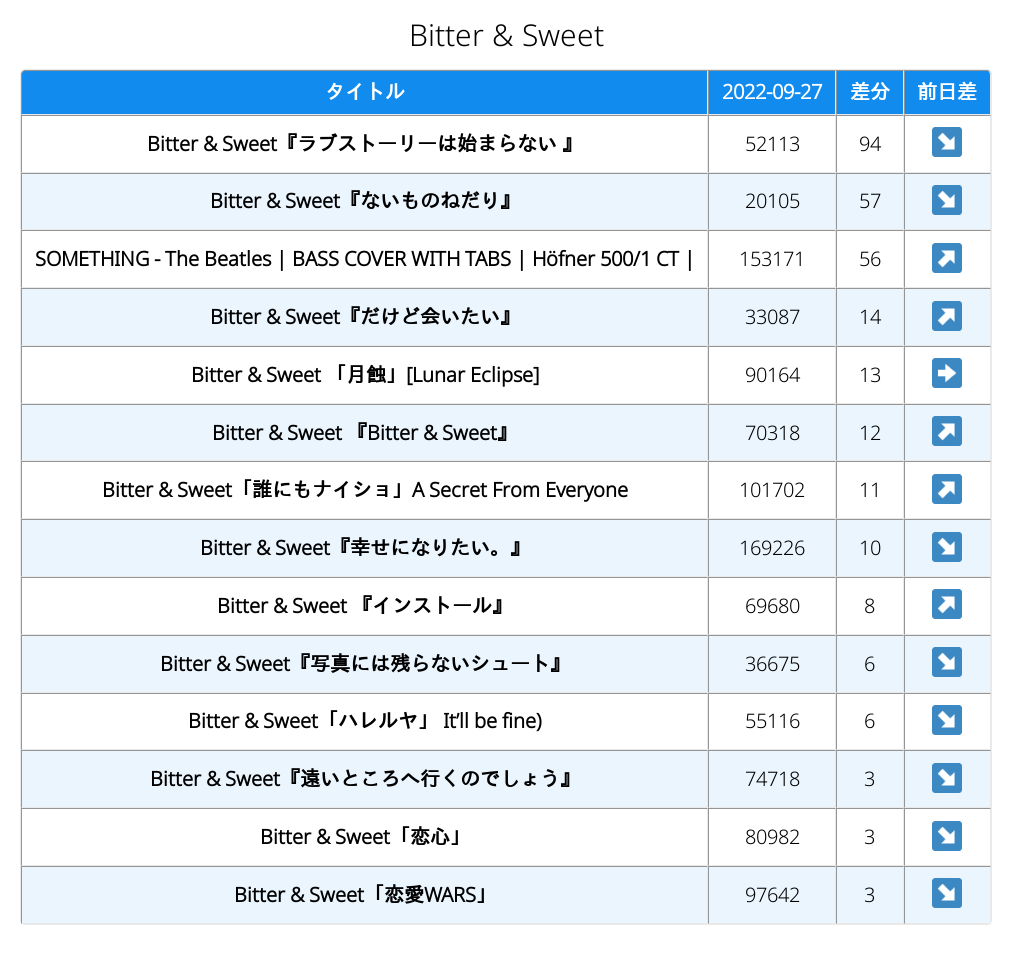 Bitter & Sweet
タイトル 2022-09-27 差分 前日差
Bitter & Sweet『ラブストーリーは始まらない 』 52113 94 ↘
Bitter & Sweet『ないものねだり』 20105 57 ↘
SOMETHING - The Beatles | BASS COVER WITH TABS | Höfner 500/1 CT | 153171 56 ↗
Bitter & Sweet『だけど会いたい』 33087 14 ↗
Bitter & Sweet 「月蝕」[Lunar Eclipse] 90164 13 ➡
Bitter & Sweet 『Bitter & Sweet』 70318 12 ↗
Bitter & Sweet「誰にもナイショ」A Secret From Everyone 101702 11 ↗
Bitter & Sweet『幸せになりたい。』 169226 10 ↘
Bitter & Sweet 『インストール』 69680 8 ↗
Bitter & Sweet『写真には残らないシュート』 36675 6 ↘
Bitter & Sweet「ハレルヤ」 It’ll be fine) 55116 6 ↘
Bitter & Sweet『遠いところへ行くのでしょう』 74718 3 ↘
Bitter & Sweet「恋心」 80982 3 ↘
Bitter & Sweet「恋愛WARS」 97642 3 ↘